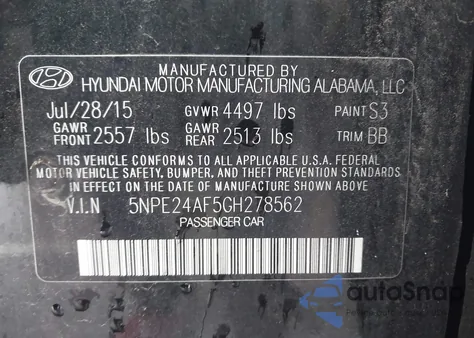 MANUFACTURED BY
HYUNDAI MOTOR MANUFACTURING ALABAMA, LLC
Jul/28/15 GVWR 4497 lbs PAINT S3
GAWR FRONT 2557 lbs GAWR REAR 2513 lbs TRIM BB
THIS VEHICLE CONFORMS TO ALL APPLICABLE U.S.A. FEDERAL
MOTOR VEHICLE SAFETY, BUMPER, AND THEFT PREVENTION STANDARDS
IN EFFECT ON THE DATE OF MANUFACTURE SHOWN ABOVE.
V.I.N 5NPE24AF5GH278562
PASSENGER CAR
autoSnap